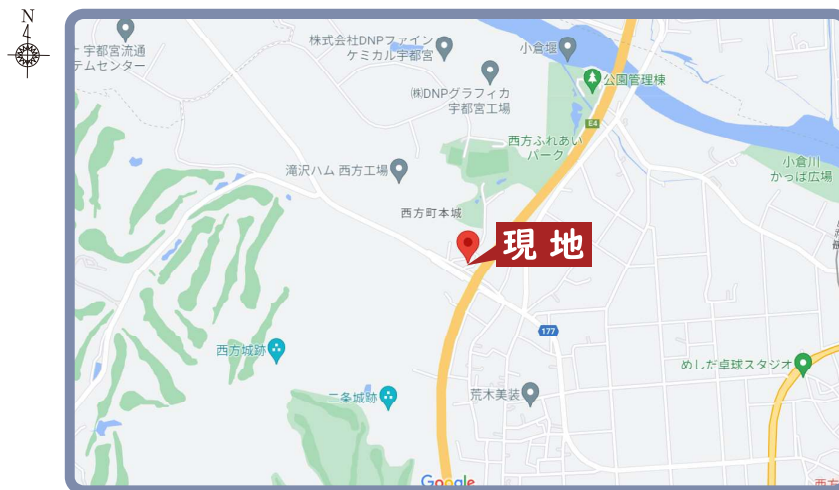 N
4
宇都宮流通
テムセンター
株式会社DNPファイン
ケミカル宇都宮
小倉堰
公園管理棟
㈱DNPグラフィカ
宇都宮工場
E4
西方ふれあい
パーク
小倉川
かっぱ広場
滝沢ハム 西方工場
西方町本城
現地
177
西方城跡
めしだ卓球スタジオ
二条城跡
荒木美装
Google
西方